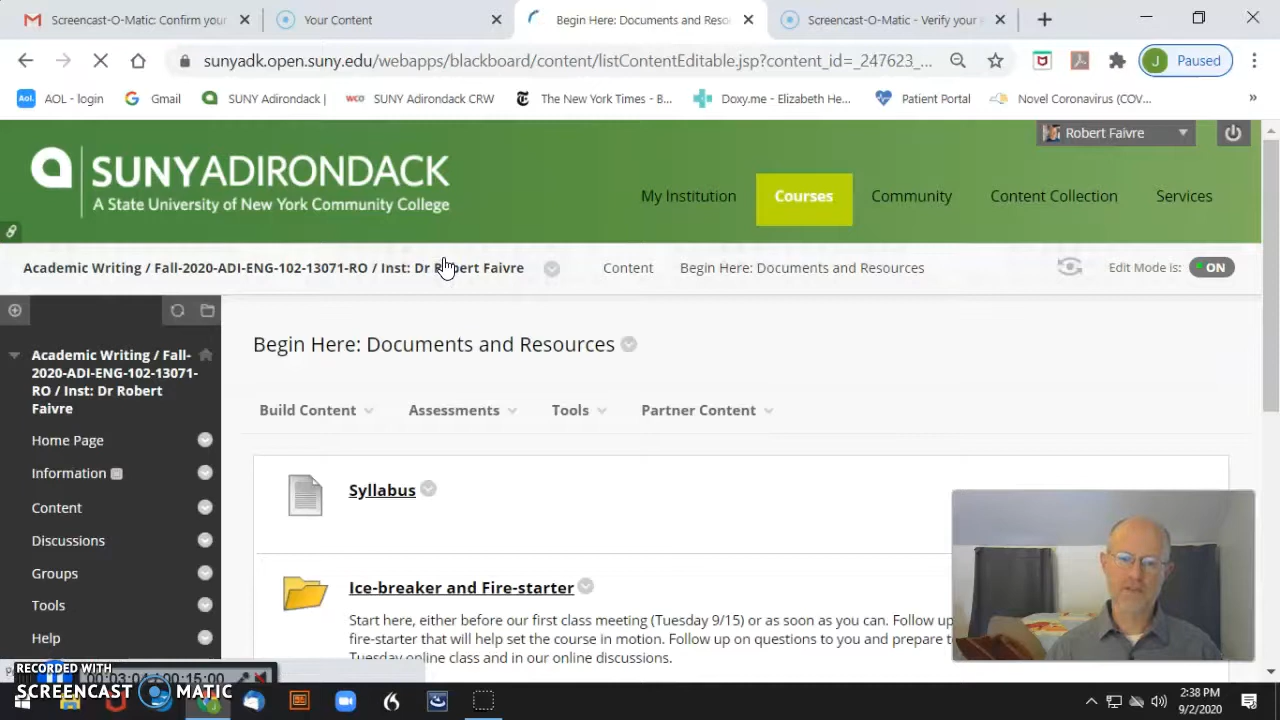 Screencast-O-Matic: Confirm your
Your Content
Begin Here: Documents and Reso
Screencast-O-Matic - Verify your
sunyadk.open.suny.edu/webapps/blackboard/content/listContentEditable.jsp?content_id=_247623_...
J Paused
Aol. AOL - login
Gmail
SUNY Adirondack |
WCO SUNY Adirondack CRW
The New York Times - B...
Doxy.me - Elizabeth He...
Patient Portal
Novel Coronavirus (COV...
»
Robert Faivre
SUNYADIRONDACK
A State University of New York Community College
My Institution
Courses
Community
Content Collection
Services
Academic Writing / Fall-2020-ADI-ENG-102-13071-RO / Inst: Dr Robert Faivre
Content
Begin Here: Documents and Resources
Edit Mode is: ON
Academic Writing / Fall-
2020-ADI-ENG-102-13071-
RO / Inst: Dr Robert
Faivre
Home Page
Information
Content
Discussions
Groups
Tools
Help
Begin Here: Documents and Resources
Build Content
Assessments
Tools
Partner Content
Syllabus
Ice-breaker and Fire-starter
Start here, either before our first class meeting (Tuesday 9/15) or as soon as you can. Follow up
fire-starter that will help set the course in motion. Follow up on questions to you and prepare t
Tuesday online class and in our online discussions.
RECORDED WITH
SCREENCAST MATIC
2:38 PM
9/2/2020